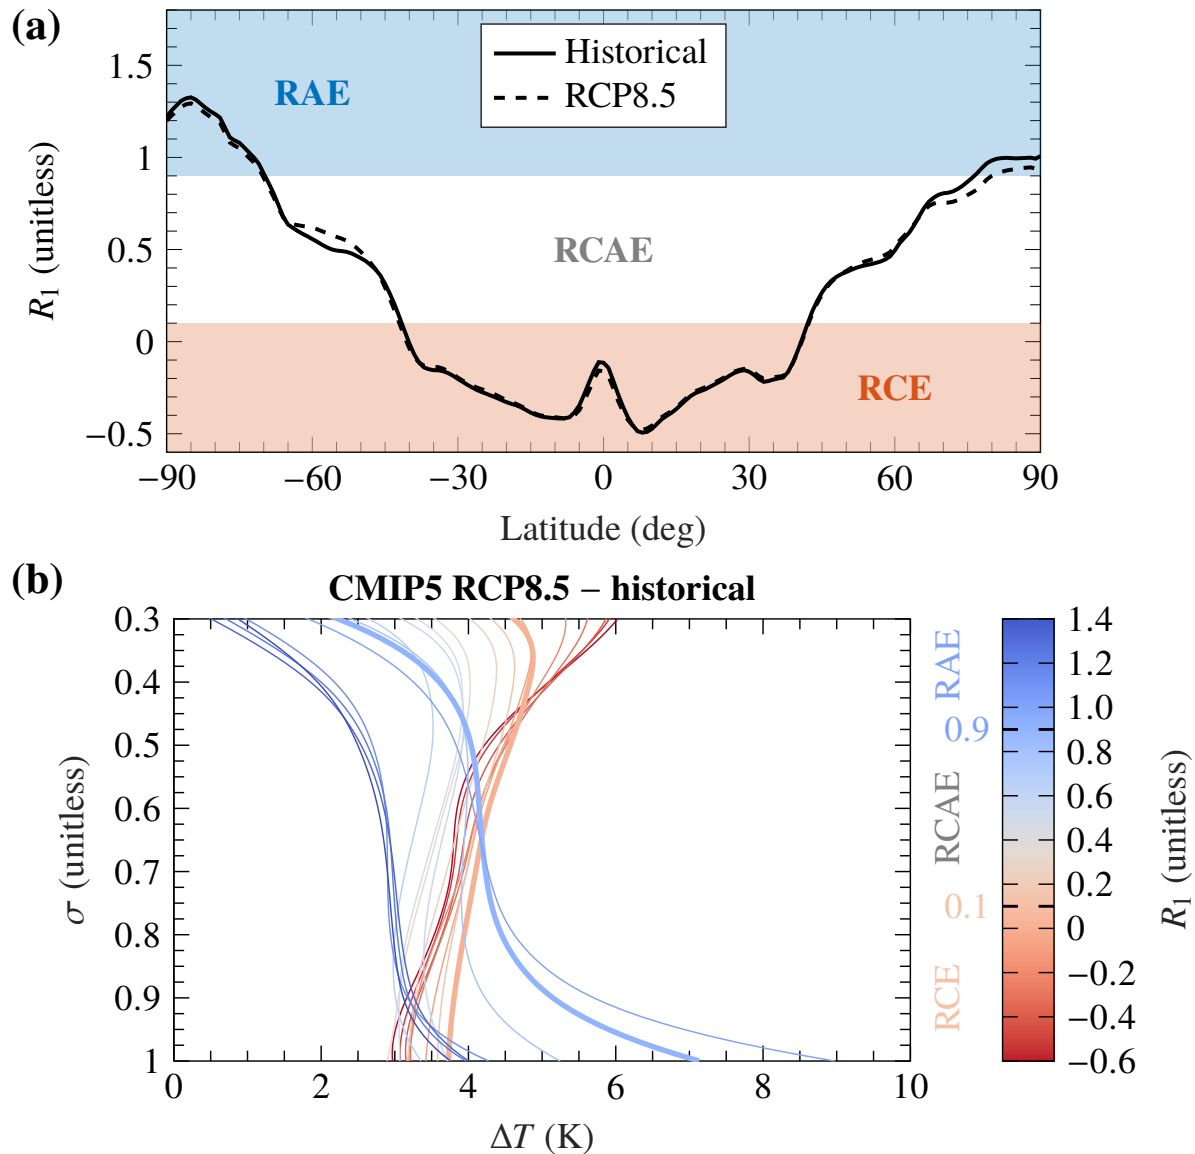 (a)
Historical
RCP8.5
RAE
RCAE
RCE
1.5
1
0.5
0
−0.5
R1 (unitless)
−90 −60 −30 0 30 60 90
Latitude (deg)
(b)
CMIP5 RCP8.5 − historical
0.3
0.4
0.5
0.6
0.7
0.8
0.9
1
σ (unitless)
0 2 4 6 8 10
ΔT (K)
RAE
0.9
RCAE
0.1
RCE
1.4
1.2
1.0
0.8
0.6
0.4
0.2
0
−0.2
−0.4
−0.6
R1 (unitless)